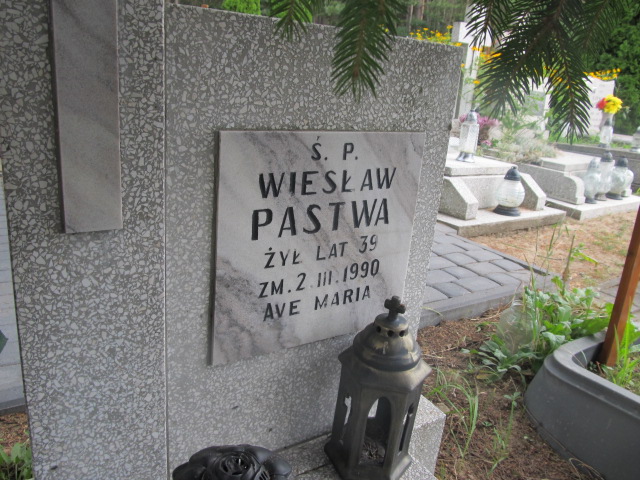 Ś. P.
WIESŁAW
PASTWA
ŻYŁ LAT 39
ZM. 2.III.1990
AVE MARIA